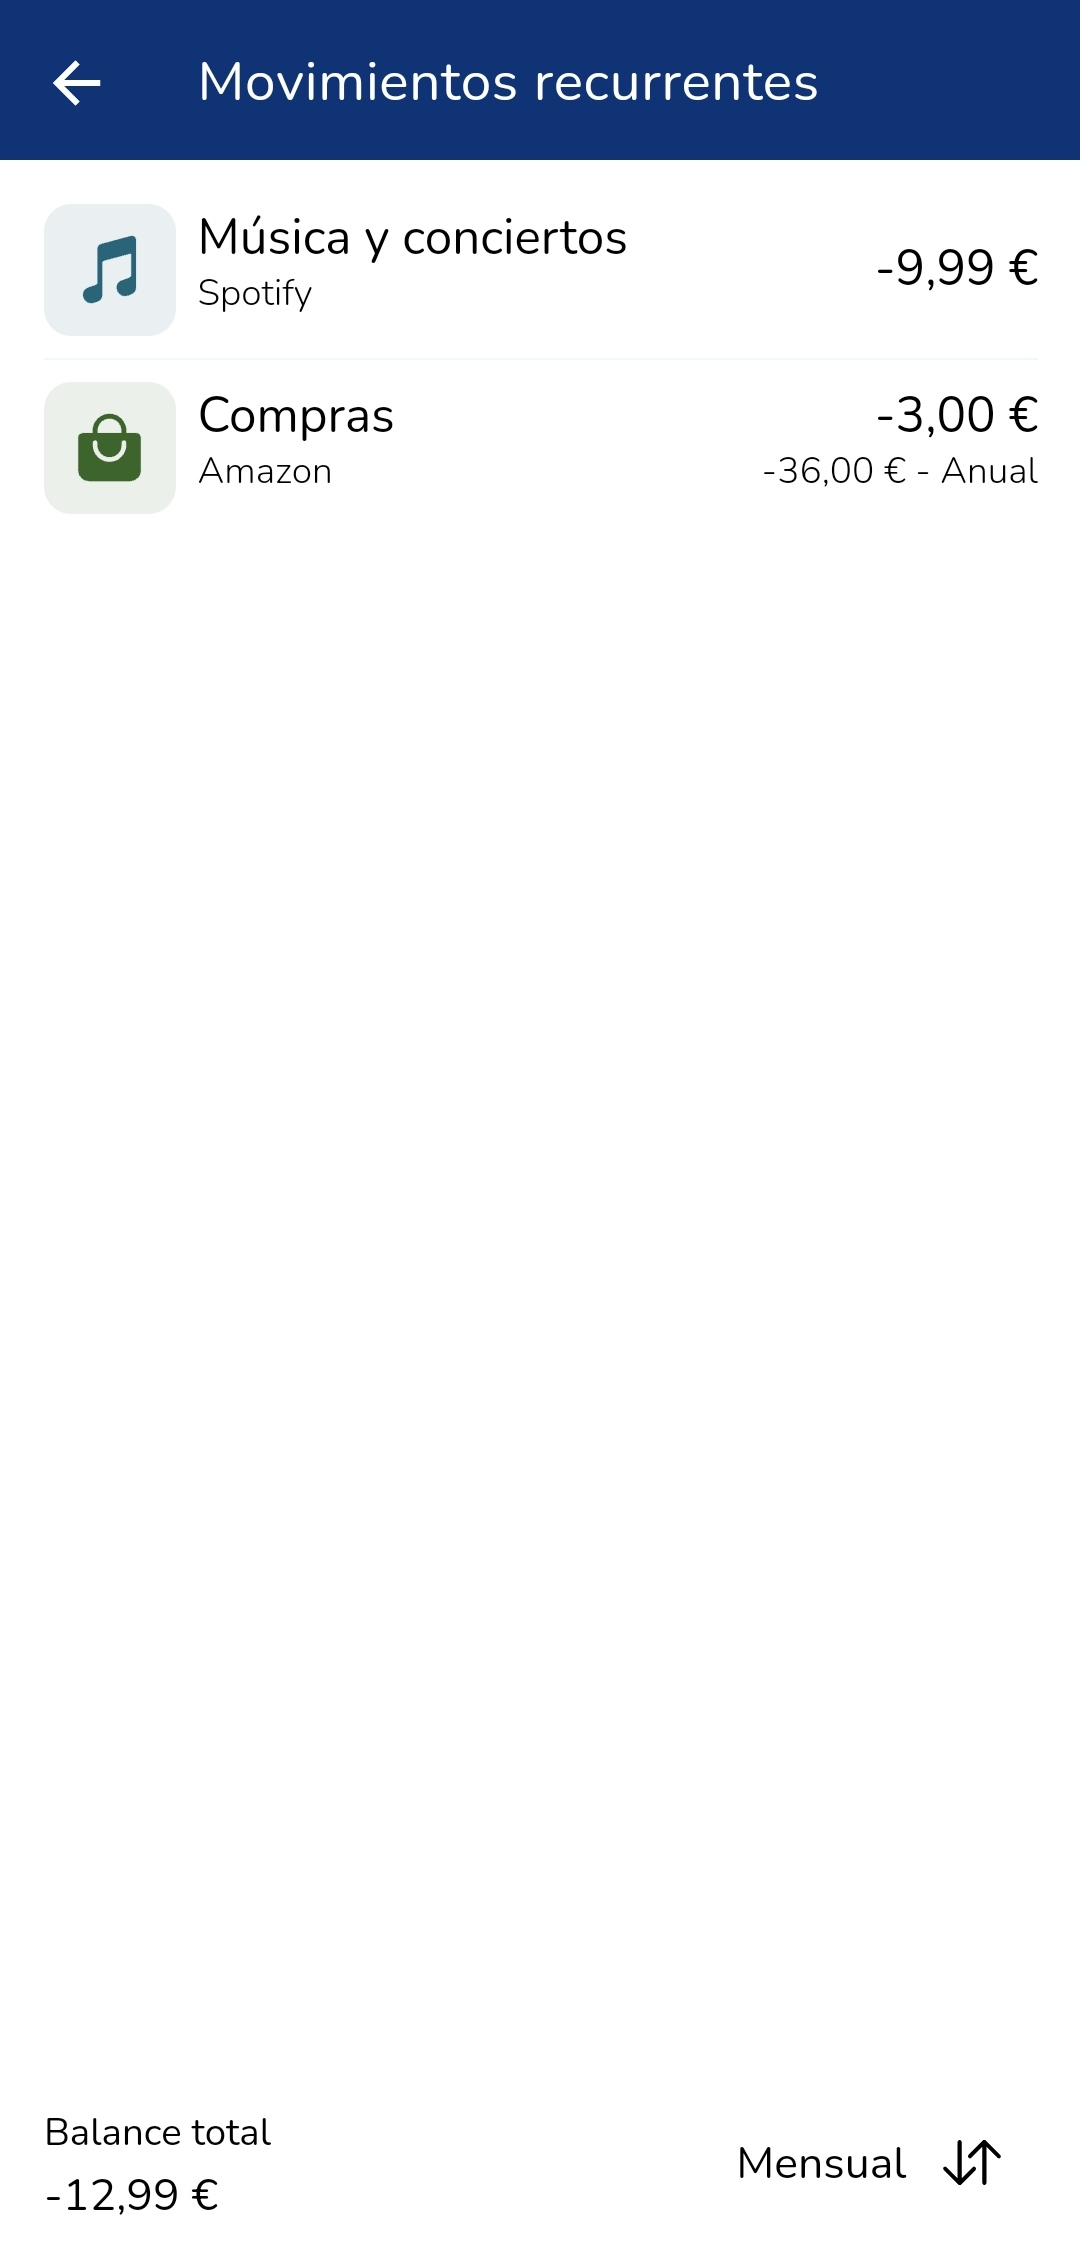 Movimientos recurrentes
Música y conciertos
Spotify
-9,99 €
Compras
Amazon
-3,00 €
-36,00 € - Anual
Balance total
-12,99 €
Mensual